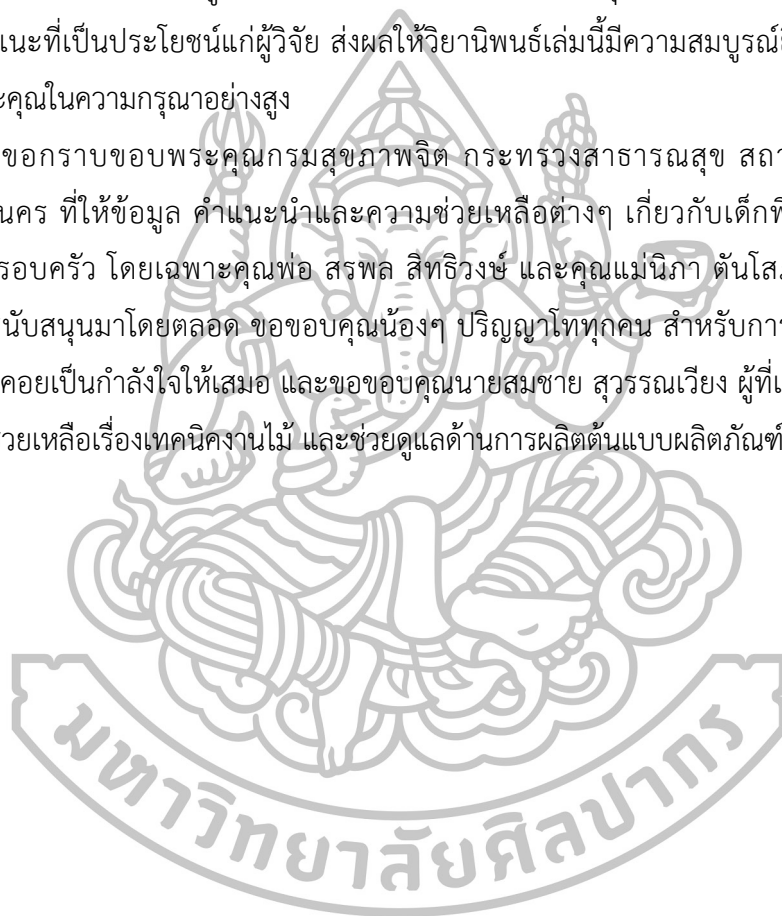 แนะที่เป็นประโยชน์แก่ผู้วิจัย ส่งผลให้วิยานิพนธ์เล่มนี้มีความสมบูรณ์
ะคุณในความกรุณาอย่างสูง
ขอกราบขอบพระคุณกรมสุขภาพจิต กระทรวงสาธารณสุข สถา
นคร ที่ให้ข้อมูล คำแนะนำและความช่วยเหลือต่างๆ เกี่ยวกับเด็กพิ
รอบครัว โดยเฉพาะคุณพ่อ สรพล สิทธิวงษ์ และคุณแม่นิภา ตันโส
นับสนุนมาโดยตลอด ขอขอบคุณน้องๆ ปริญญาโททุกคน สำหรับกา
คอยเป็นกำลังใจให้เสมอ และขอขอบคุณนายสมชาย สุวรรณเวียง ผู้ที่เ
วยเหลือเรื่องเทคนิคงานไม้ และช่วยดูแลด้านการผลิตต้นแบบผลิตภัณฑ์
มหาวิทยาลัยศิลปากร